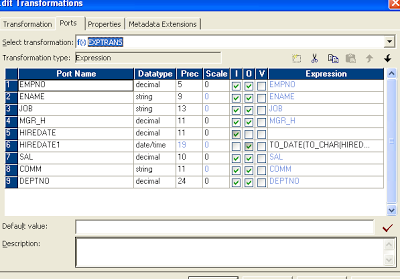 dit Transformations
Transformation Ports Properties Metadata Extensions
Select transformation: f(x) EXPTRANS
Transformation type: Expression
Port Name Datatype Prec Scale I O V Expression
1 EMPNO decimal 5 0 EMPNO
2 ENAME string 9 0 ENAME
3 JOB string 13 0 JOB
4 MGR_H decimal 11 0 MGR_H
5 HIREDATE decimal 11 0
6 HIREDATE1 date/time 19 0 TO_DATE(TO_CHAR(HIRED...
7 SAL decimal 10 0 SAL
8 COMM string 11 0 COMM
9 DEPTNO decimal 24 0 DEPTNO
Default value:
Description: